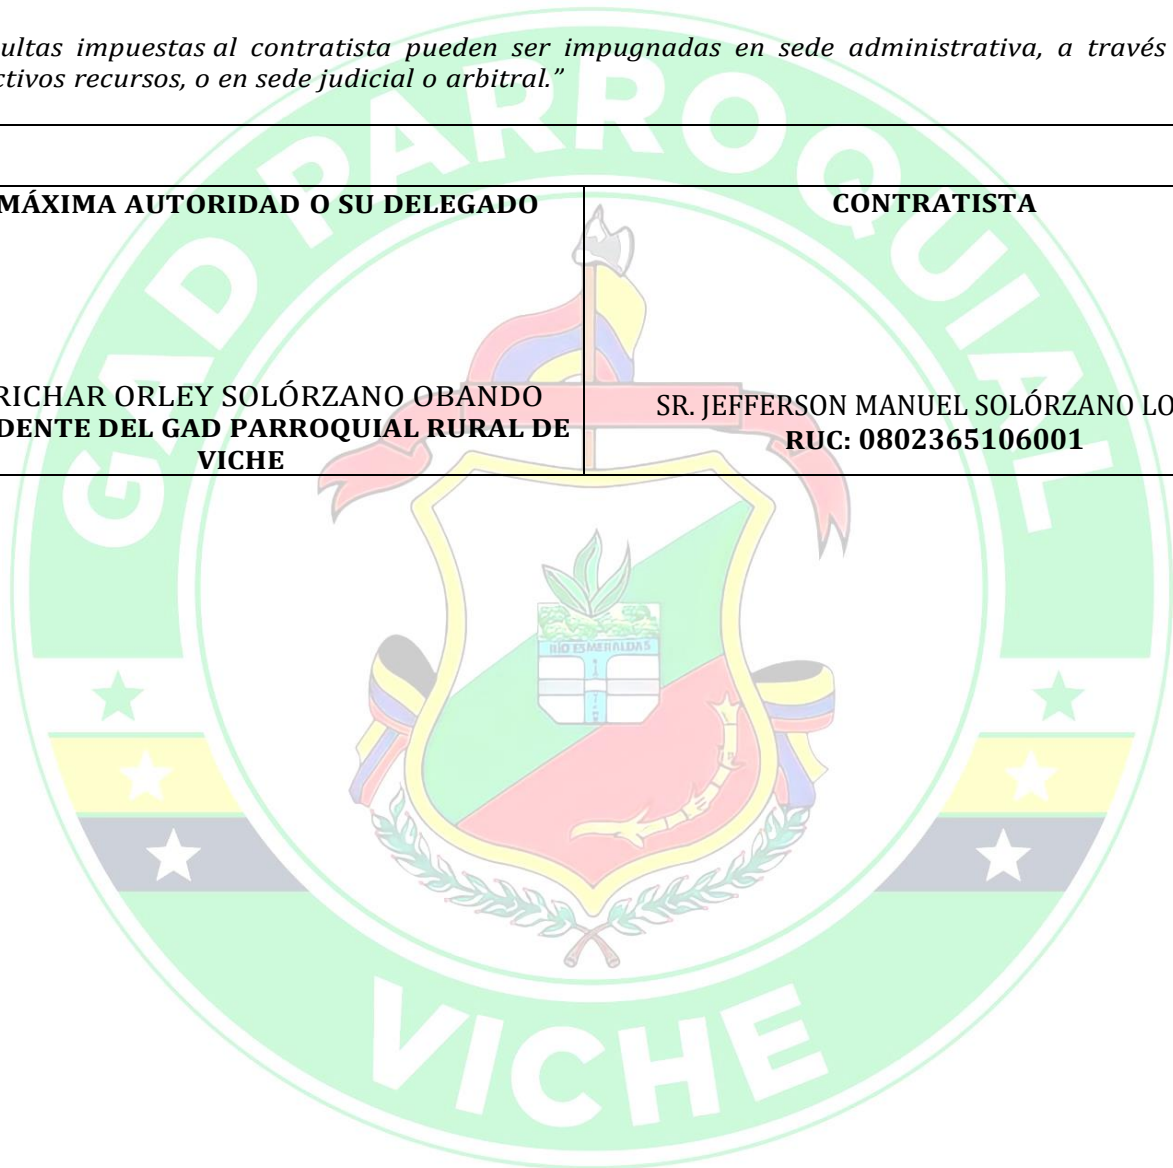 ultas impuestas al contratista pueden ser impugnadas en sede administrativa, a través
ctivos recursos, o en sede judicial o arbitral.”
MÁXIMA AUTORIDAD O SU DELEGADO
CONTRATISTA
RICHAR ORLEY SOLÓRZANO OBANDO
DENTE DEL GAD PARROQUIAL RURAL DE
VICHE
SR. JEFFERSON MANUEL SOLÓRZANO LO
RUC: 0802365106001
GAD PARROQUIAL
RÍO ESMERALDAS
VICHE